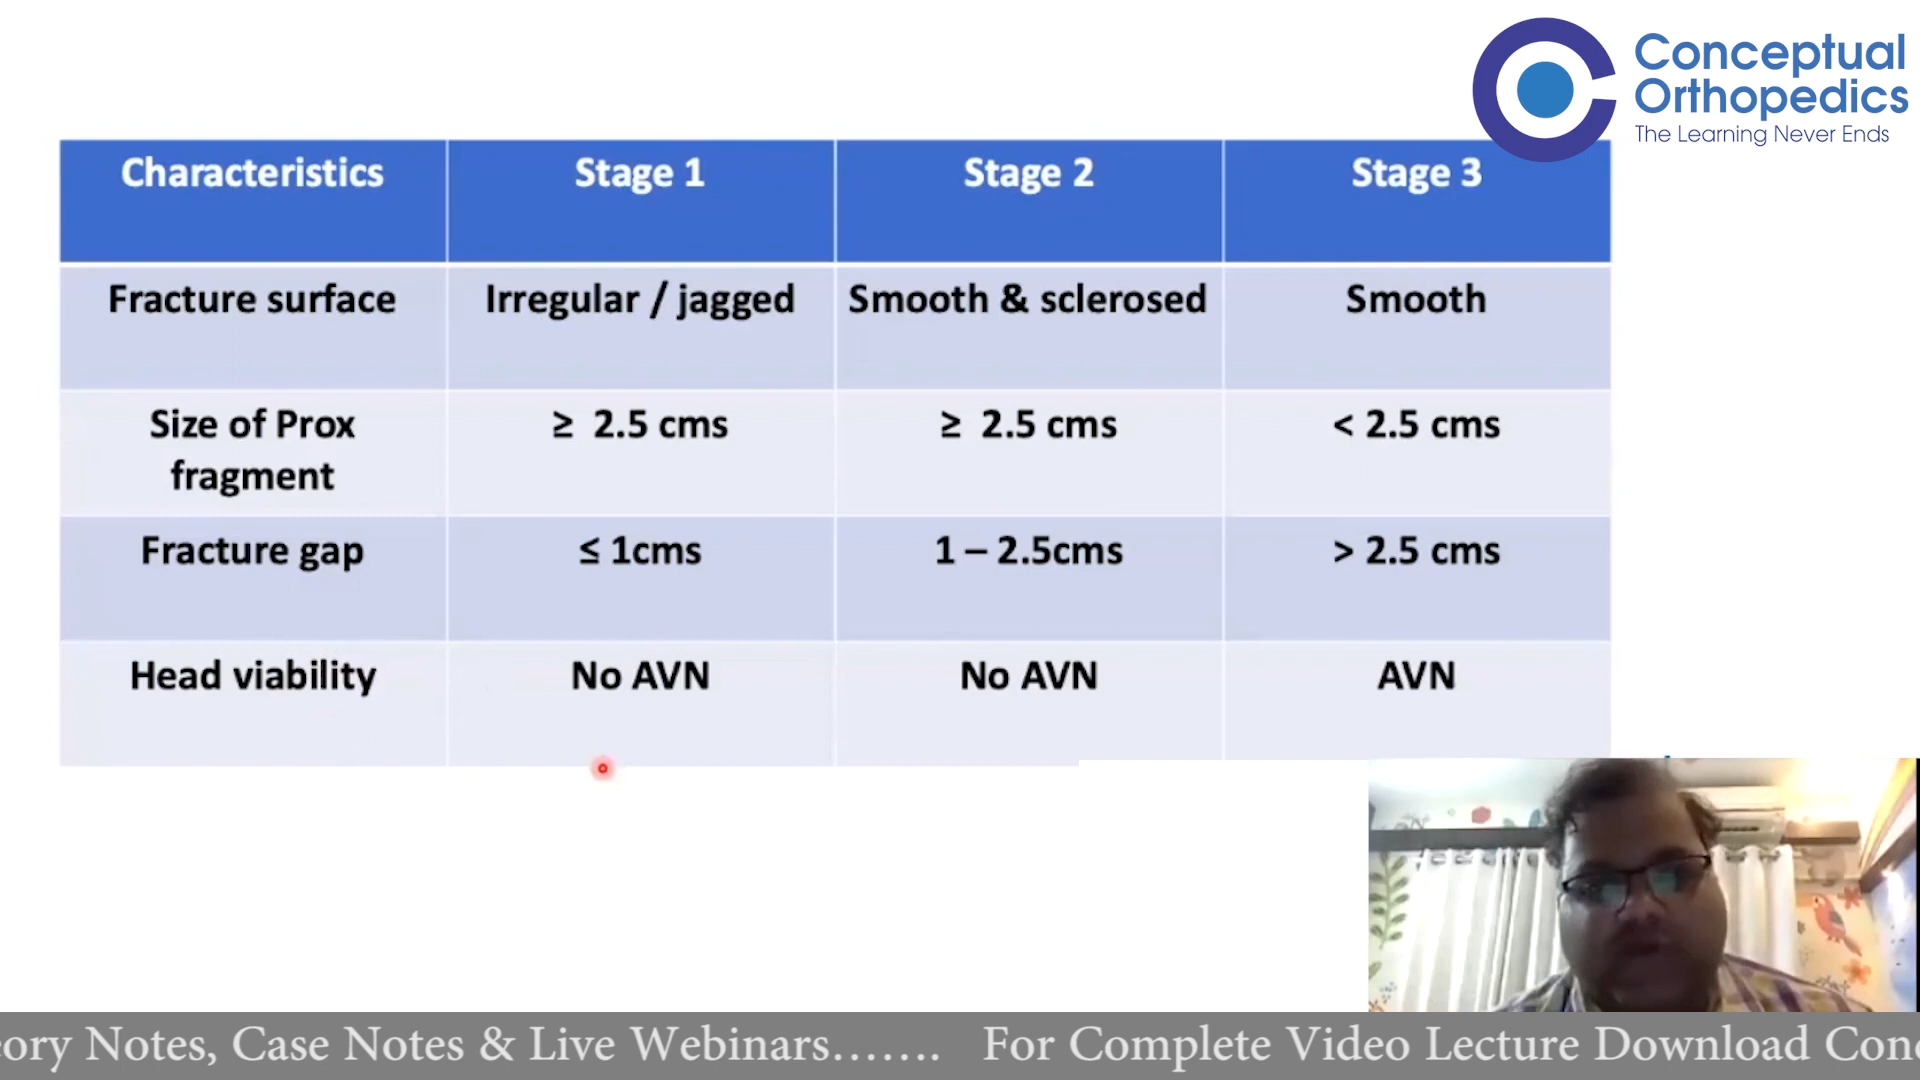 Conceptual
Orthopedics
The Learning Never Ends
Characteristics Stage 1 Stage 2 Stage 3
Fracture surface Irregular / jagged Smooth & sclerosed Smooth
Size of Prox fragment ≥ 2.5 cms ≥ 2.5 cms < 2.5 cms
Fracture gap ≤ 1cms 1 – 2.5cms > 2.5 cms
Head viability No AVN No AVN AVN
Notes, Case Notes & Live Webinars....... For Complete Video Lecture Download